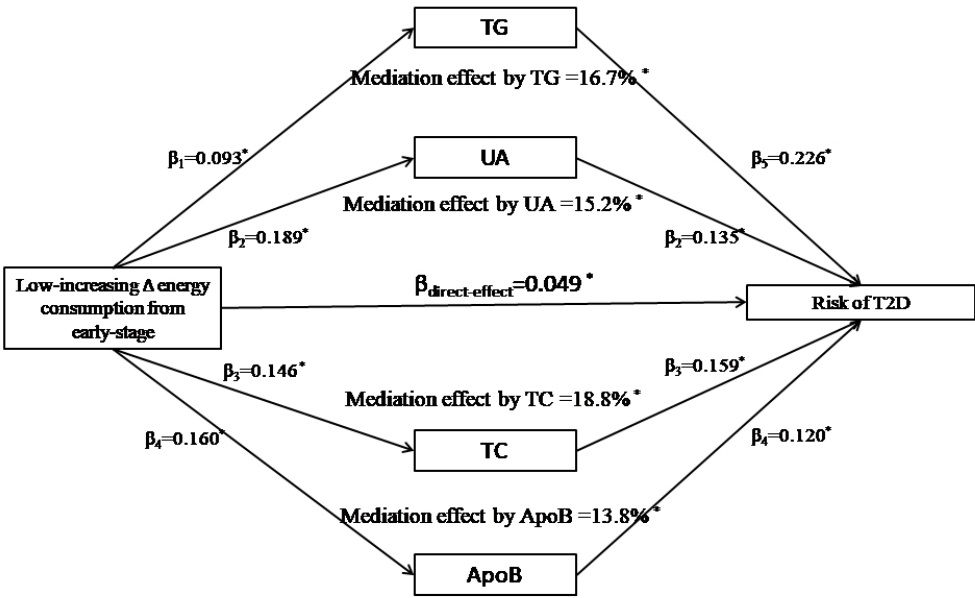 TG
Mediation effect by TG =16.7% *
β1=0.093*
β5=0.226*
UA
Mediation effect by UA =15.2% *
β2=0.189*
β2=0.135*
Low-increasing Δ energy
consumption from
early-stage
βdirect-effect=0.049 *
Risk of T2D
β3=0.146*
β3=0.159*
Mediation effect by TC =18.8% *
β4=0.160*
β4=0.120*
TC
Mediation effect by ApoB =13.8% *
ApoB